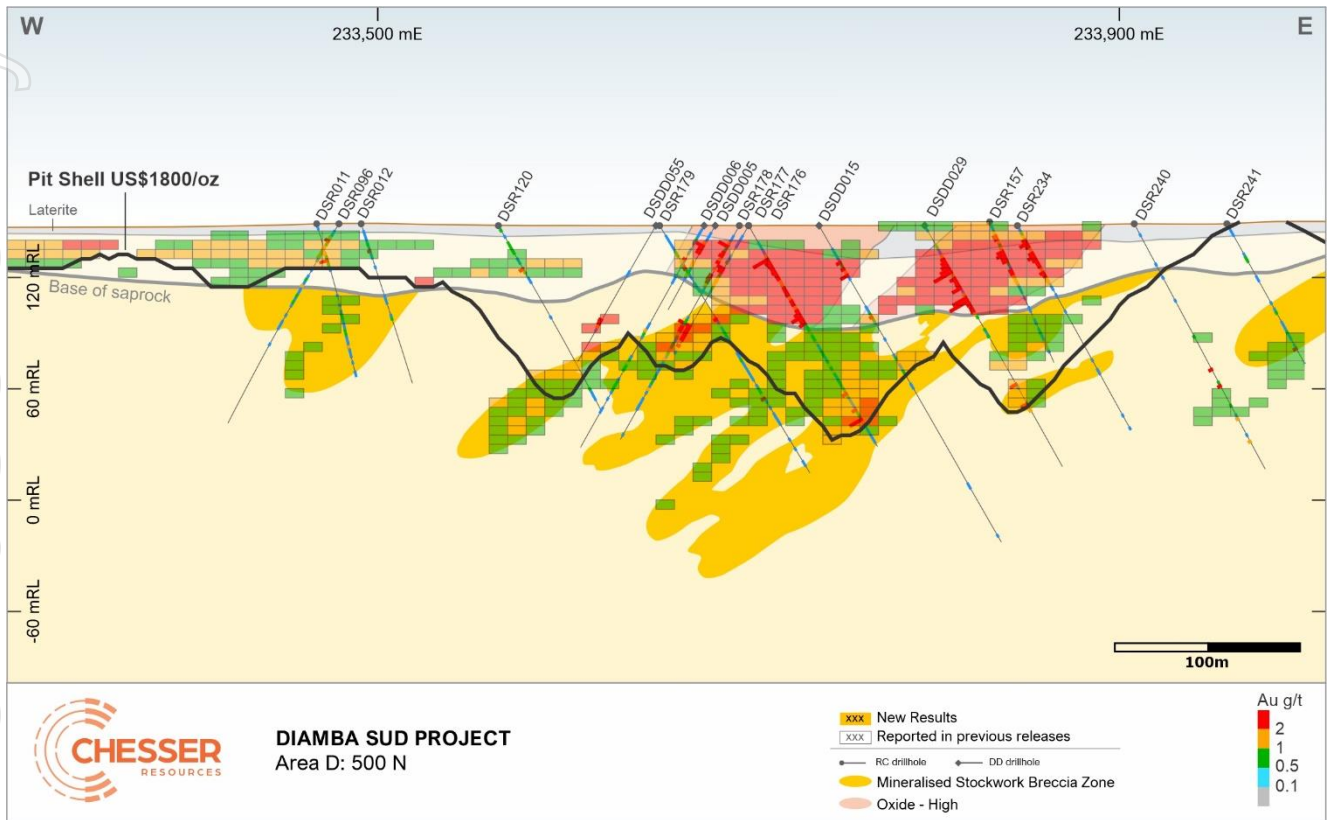 W
E
233,500 mE
233,900 mE
Pit Shell US$1800/oz
Laterite
Base of saprock
DSR011
DSR096
DSR012
DSR120
DSDD055
DSR179
DSDD006
DSDD005
DSR178
DSR177
DSR176
DSDD015
DSDD029
DSR157
DSR234
DSR240
DSR241
120 mRL
60 mRL
0 mRL
-60 mRL
100m
CHESSER
RESOURCES
DIAMBA SUD PROJECT
Area D: 500 N
xxx New Results
xxx Reported in previous releases
RC drillhole DD drillhole
Mineralised Stockwork Breccia Zone
Oxide - High
Au g/t
2
1
0.5
0.1